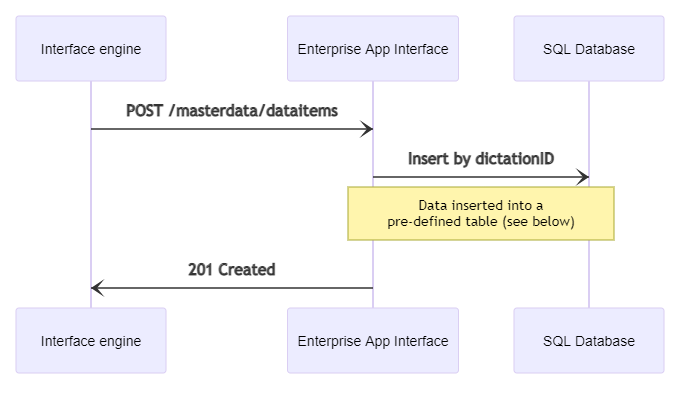 Interface engine
Enterprise App Interface
SQL Database
POST /masterdata/dataitems
Insert by dictationID
Data inserted into a
pre-defined table (see below)
201 Created
Interface engine
Enterprise App Interface
SQL Database